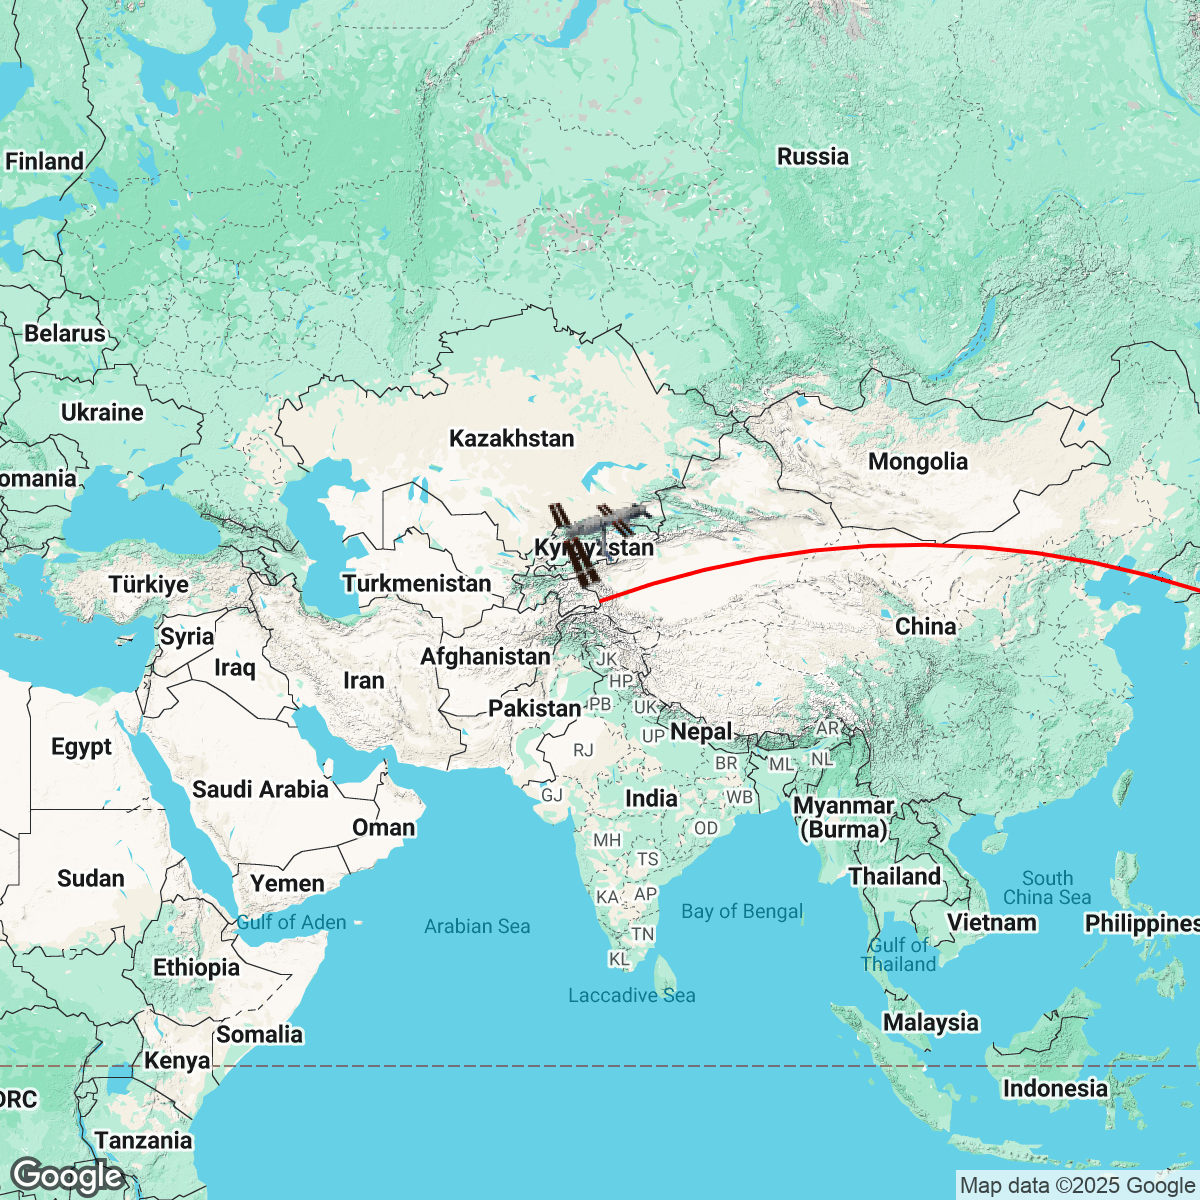 Russia
Finland
Belarus
Ukraine
Kazakhstan
Mongolia
omania
Kyrgyzstan
Türkiye
Turkmenistan
China
Syria
Iraq
Afghanistan
JK
Iran
HP
Pakistan
PB
UK
Nepal
AR
Egypt
RJ
UP
BR
ML
NL
Saudi Arabia
GJ
India
WB
Myanmar
(Burma)
Oman
OD
MH
TS
Sudan
Yemen
KA
AP
Thailand
South
China Sea
Gulf of Aden
Arabian Sea
Bay of Bengal
Vietnam
Philippines
TN
Gulf of
Thailand
KL
Ethiopia
Laccadive Sea
Malaysia
Somalia
Kenya
Indonesia
DRC
Tanzania
Google
Map data ©2025 Google